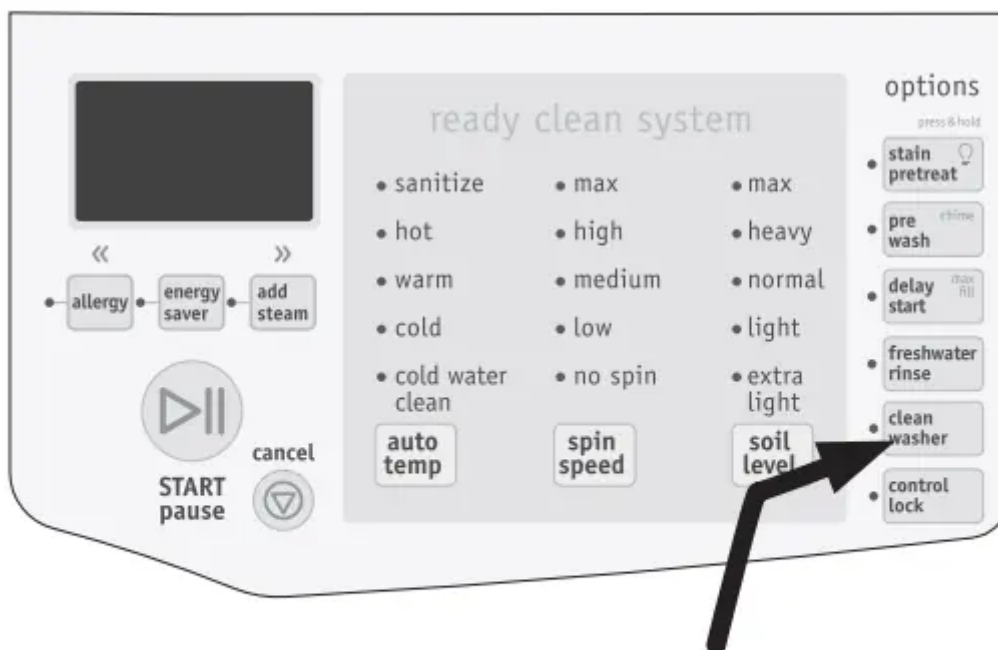 ready clean system
• sanitize
• hot
• warm
• cold
• cold water
clean
auto
temp
• max
• high
• medium
• low
• no spin
spin
speed
• max
• heavy
• normal
• light
• extra
light
soil
level
«
»
allergy
energy
saver
add
steam
START
pause
cancel
options
press & hold
stain
pretreat
pre
wash
chime
delay
start
max
fill
freshwater
rinse
clean
washer
control
lock